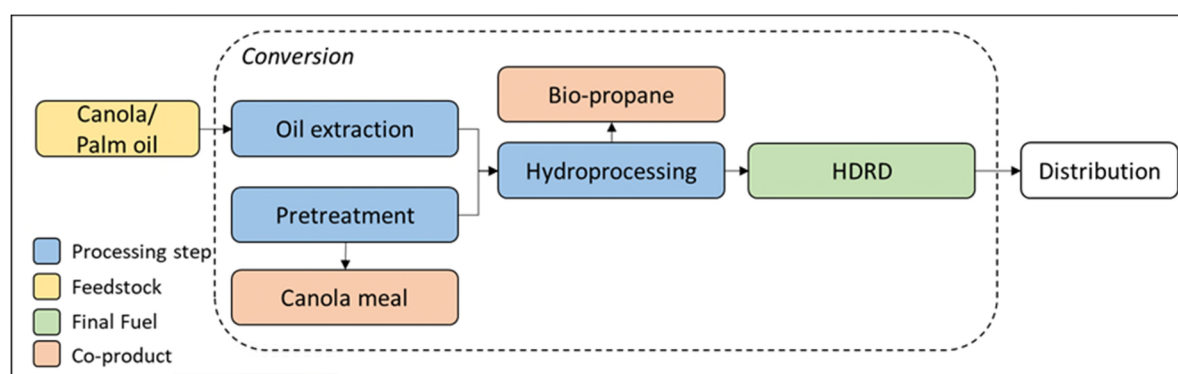 Conversion
Canola/
Palm oil
Oil extraction
Pretreatment
Canola meal
Bio-propane
Hydroprocessing
HDRD
Distribution
Processing step
Feedstock
Final Fuel
Co-product